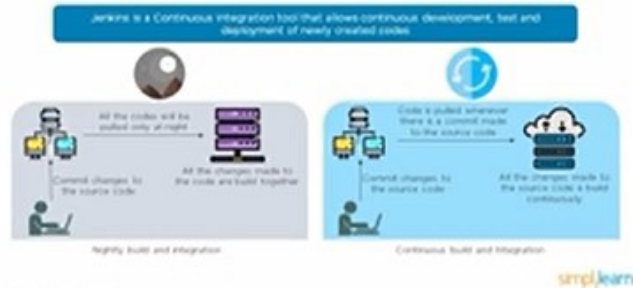 Jenkins is a Continuous Integration tool that allows continuous development, test and
deployment of newly created codes
All the codes will be
pulled only at night
Commit changes to
the source code
All the changes made to
the code are build together
Nightly build and integration
Code is pulled whenever
there is a commit made
to the source code
Commit changes to
the source code
All the changes made to
the source code is build
continuously
Continuous build and Integration
simplilearn